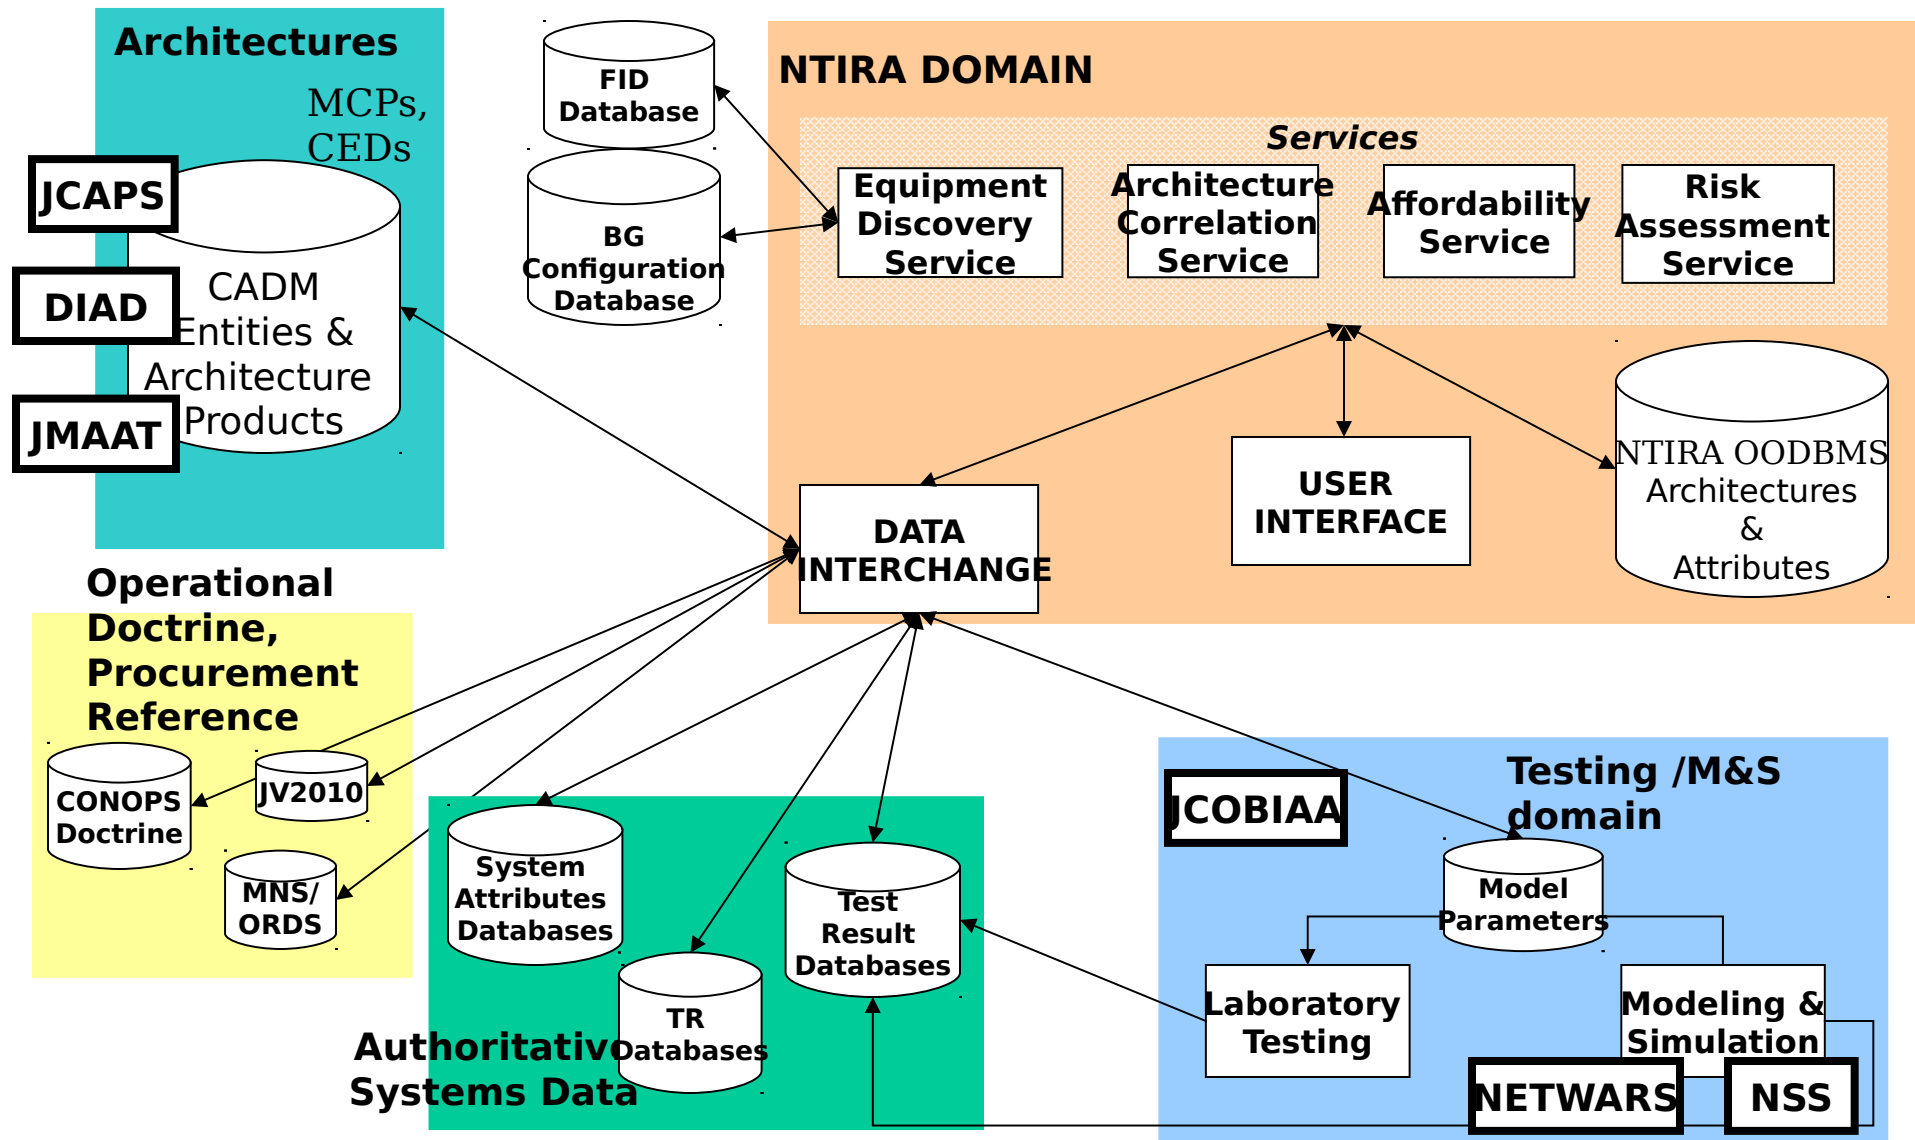 Architectures
MCPs,
CEDs
JCAPS
DIAD
JMAAT
CADM
Entities &
Architecture
Products
FID
Database
BG
Configuration
Database
NTIRA DOMAIN
Services
Equipment
Discovery
Service
Architecture
Correlation
Service
Affordability
Service
Risk
Assessment
Service
DATA
INTERCHANGE
USER
INTERFACE
NTIRA OODBMS
Architectures
&
Attributes
Operational
Doctrine,
Procurement
Reference
CONOPS
Doctrine
JV2010
MNS/
ORDS
System
Attributes
Databases
TR
Databases
Test
Result
Databases
Authoritative
Systems Data
Testing /M&S
domain
JCOBIAA
Model
Parameters
Laboratory
Testing
Modeling &
Simulation
NETWARS
NSS